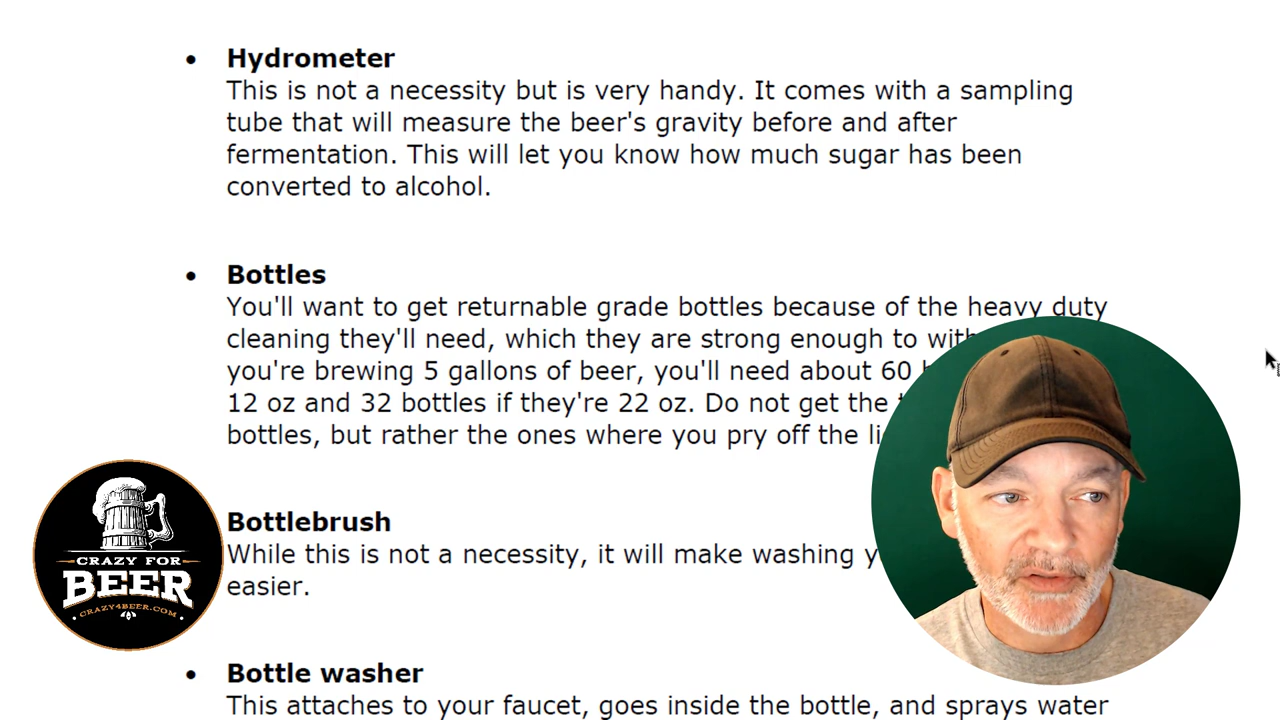 Hydrometer
This is not a necessity but is very handy. It comes with a sampling
tube that will measure the beer's gravity before and after
fermentation. This will let you know how much sugar has been
converted to alcohol.
Bottles
You'll want to get returnable grade bottles because of the heavy duty
cleaning they'll need, which they are strong enough to
you're brewing 5 gallons of beer, you'll need about 60
12 oz and 32 bottles if they're 22 oz. Do not get the
bottles, but rather the ones where you pry off the
Bottlebrush
While this is not a necessity, it will make washing
easier.
CRAZY FOR
BEER
CRAZY4BEER.COM
Bottle washer
This attaches to your faucet, goes inside the bottle, and sprays water